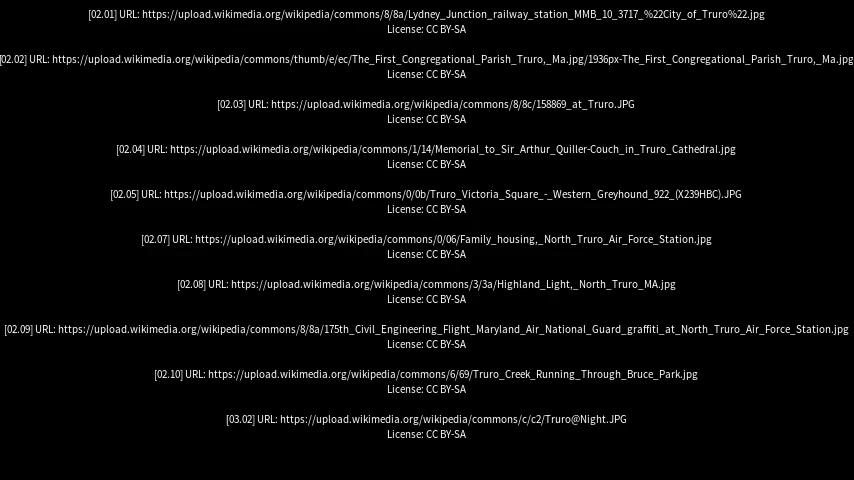 [02.01] URL: https://upload.wikimedia.org/wikipedia/commons/8/8a/Lydney_Junction_railway_station_MMB_10_3717_%22City_of_Truro%22.jpg
License: CC BY-SA
[02.02] URL: https://upload.wikimedia.org/wikipedia/commons/thumb/e/ec/The_First_Congregational_Parish_Truro,_Ma.jpg/1936px-The_First_Congregational_Parish_Truro,_Ma.jpg
License: CC BY-SA
[02.03] URL: https://upload.wikimedia.org/wikipedia/commons/8/8c/158869_at_Truro.JPG
License: CC BY-SA
[02.04] URL: https://upload.wikimedia.org/wikipedia/commons/1/14/Memorial_to_Sir_Arthur_Quiller-Couch_in_Truro_Cathedral.jpg
License: CC BY-SA
[02.05] URL: https://upload.wikimedia.org/wikipedia/commons/0/0b/Truro_Victoria_Square_-_Western_Greyhound_922_(X239HBC).JPG
License: CC BY-SA
[02.07] URL: https://upload.wikimedia.org/wikipedia/commons/0/06/Family_housing,_North_Truro_Air_Force_Station.jpg
License: CC BY-SA
[02.08] URL: https://upload.wikimedia.org/wikipedia/commons/3/3a/Highland_Light,_North_Truro_MA.jpg
License: CC BY-SA
[02.09] URL: https://upload.wikimedia.org/wikipedia/commons/8/8a/175th_Civil_Engineering_Flight_Maryland_Air_National_Guard_graffiti_at_North_Truro_Air_Force_Station.jpg
License: CC BY-SA
[02.10] URL: https://upload.wikimedia.org/wikipedia/commons/6/69/Truro_Creek_Running_Through_Bruce_Park.jpg
License: CC BY-SA
[03.02] URL: https://upload.wikimedia.org/wikipedia/commons/c/c2/Truro@Night.JPG
License: CC BY-SA